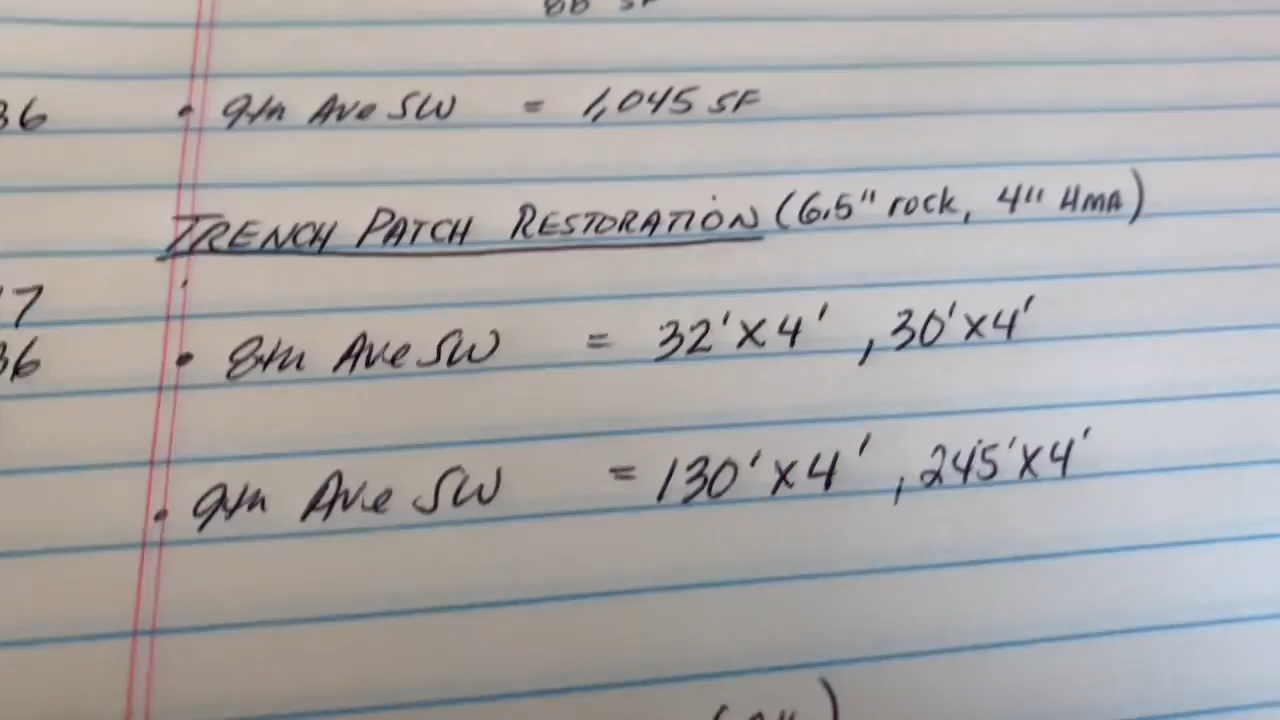 36 • 9th Ave SW = 1,045 SF
TRENCH PATCH RESTORATION (6.5" rock, 4" HMA)
7
36 • 8th Ave SW = 32'x4', 30'x4'
• 9th Ave SW = 130'x4', 245'x4'